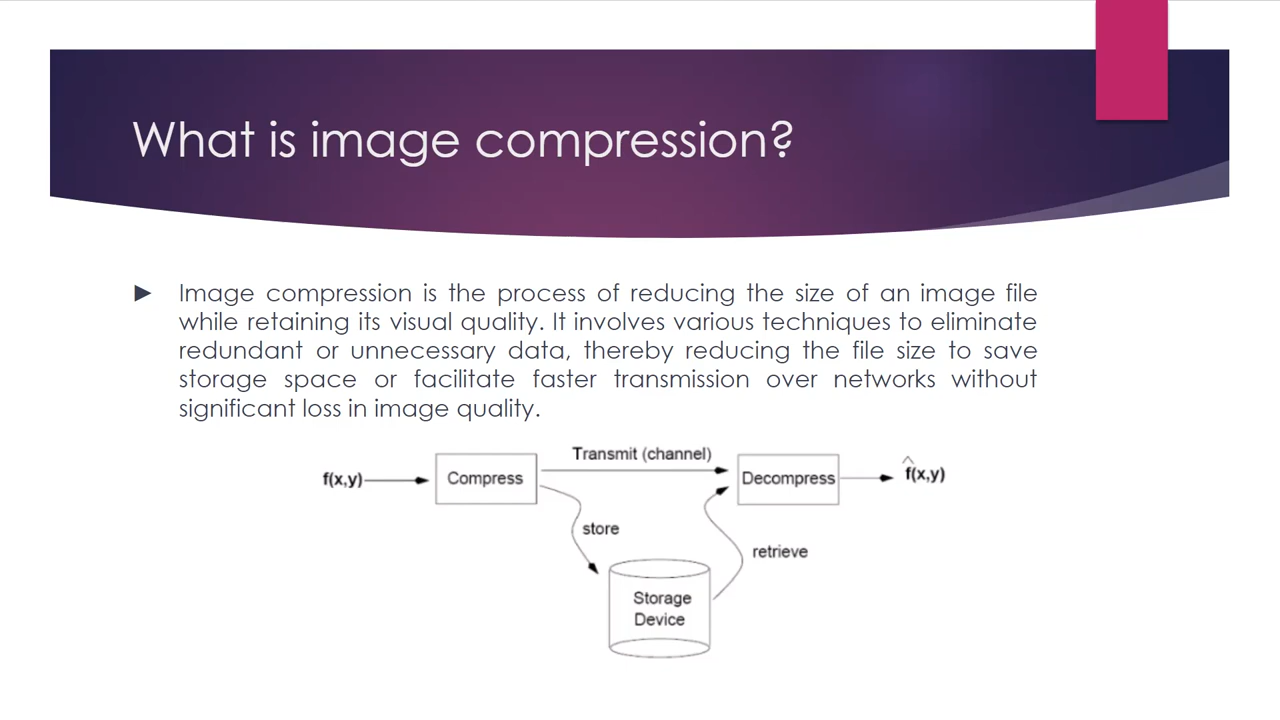 What is image compression?
► Image compression is the process of reducing the size of an image file
while retaining its visual quality. It involves various techniques to eliminate
redundant or unnecessary data, thereby reducing the file size to save
storage space or facilitate faster transmission over networks without
significant loss in image quality.
Transmit (channel)
f(x,y)
Compress
Decompress
f̂(x,y)
store
retrieve
Storage
Device